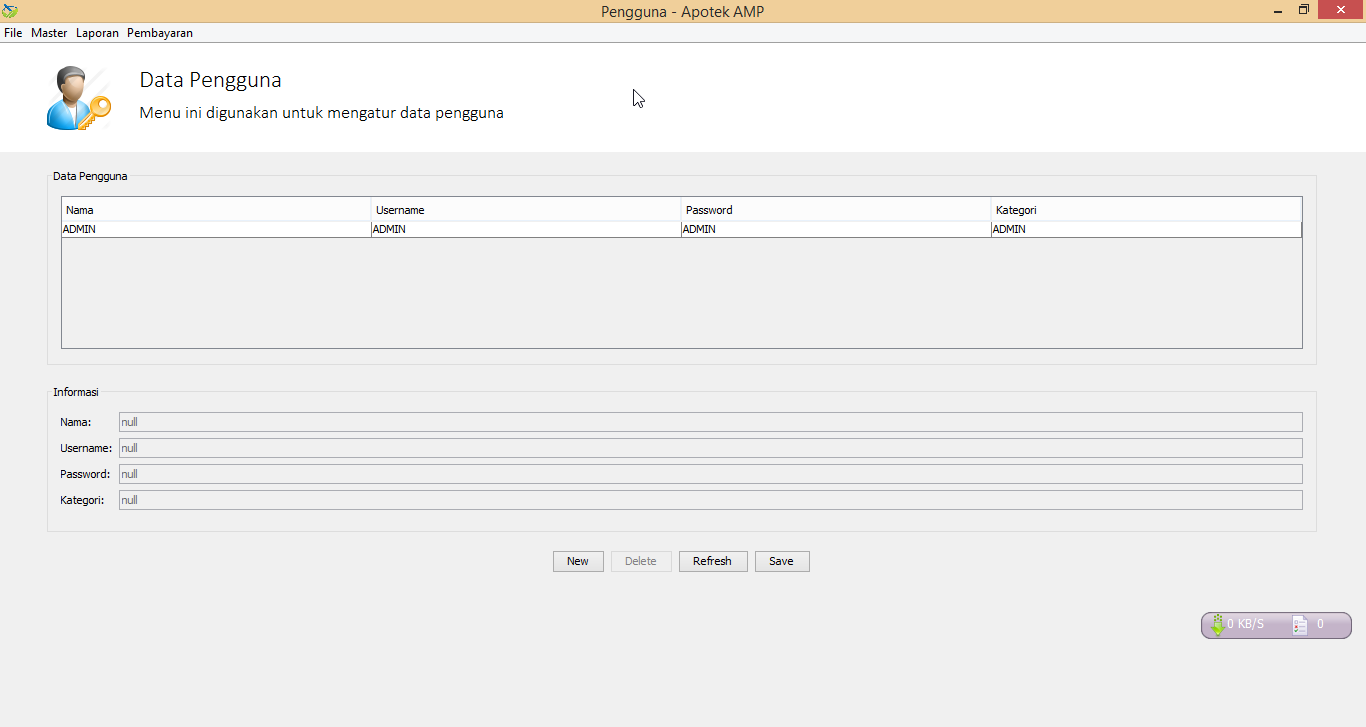 Pengguna - Apotek AMP
File Master Laporan Pembayaran
Data Pengguna
Menu ini digunakan untuk mengatur data pengguna
Data Pengguna
Nama Username Password Kategori
ADMIN ADMIN ADMIN ADMIN
Informasi
Nama: null
Username: null
Password: null
Kategori: null
New Delete Refresh Save
0 KB/S 0